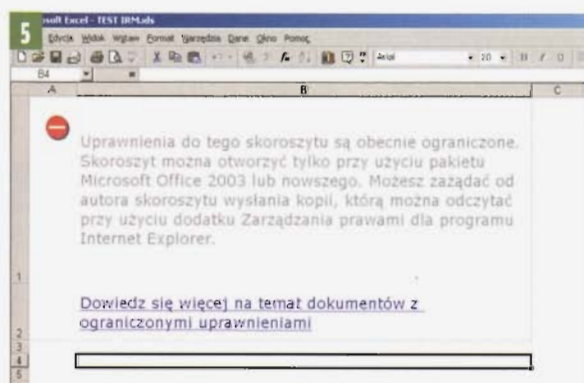 5
osoft Excel - TEST IRM.xls
Edycja Widok Wstaw Format Narzędzia Dane Okno Pomoc
Arial 20 B I U
B4 =
A B C
Uprawnienia do tego skoroszytu są obecnie ograniczone.
Skoroszyt można otworzyć tylko przy użyciu pakietu
Microsoft Office 2003 lub nowszego. Możesz zażądać od
autora skoroszytu wysłania kopii, którą można odczytać
przy użyciu dodatku Zarządzania prawami dla programu
Internet Explorer.
1
Dowiedz się więcej na temat dokumentów z
ograniczonymi uprawnieniami
2
3
4
5